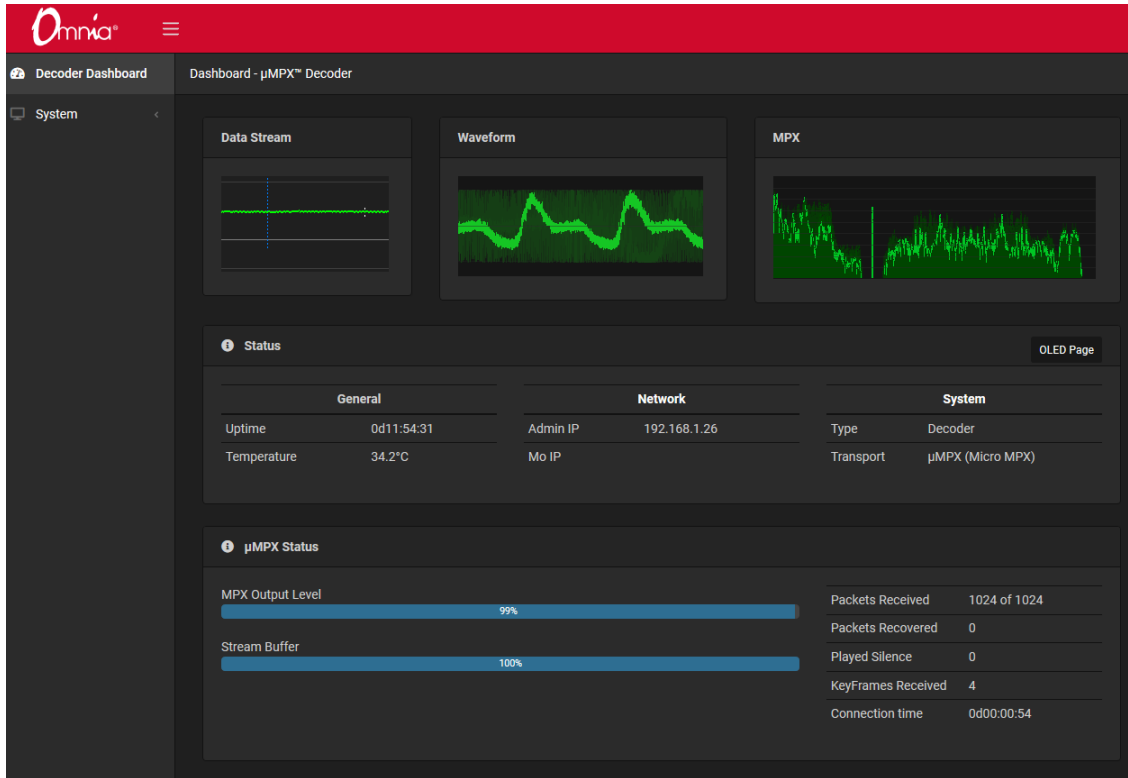 Omnia®
Decoder Dashboard
Dashboard - µMPX™ Decoder
System
Data Stream
Waveform
MPX
Status
OLED Page
General
Network
System
Uptime 0d11:54:31
Admin IP 192.168.1.26
Type Decoder
Temperature 34.2°C
Mo IP
Transport µMPX (Micro MPX)
µMPX Status
MPX Output Level
99%
Stream Buffer
100%
Packets Received 1024 of 1024
Packets Recovered 0
Played Silence 0
KeyFrames Received 4
Connection time 0d00:00:54